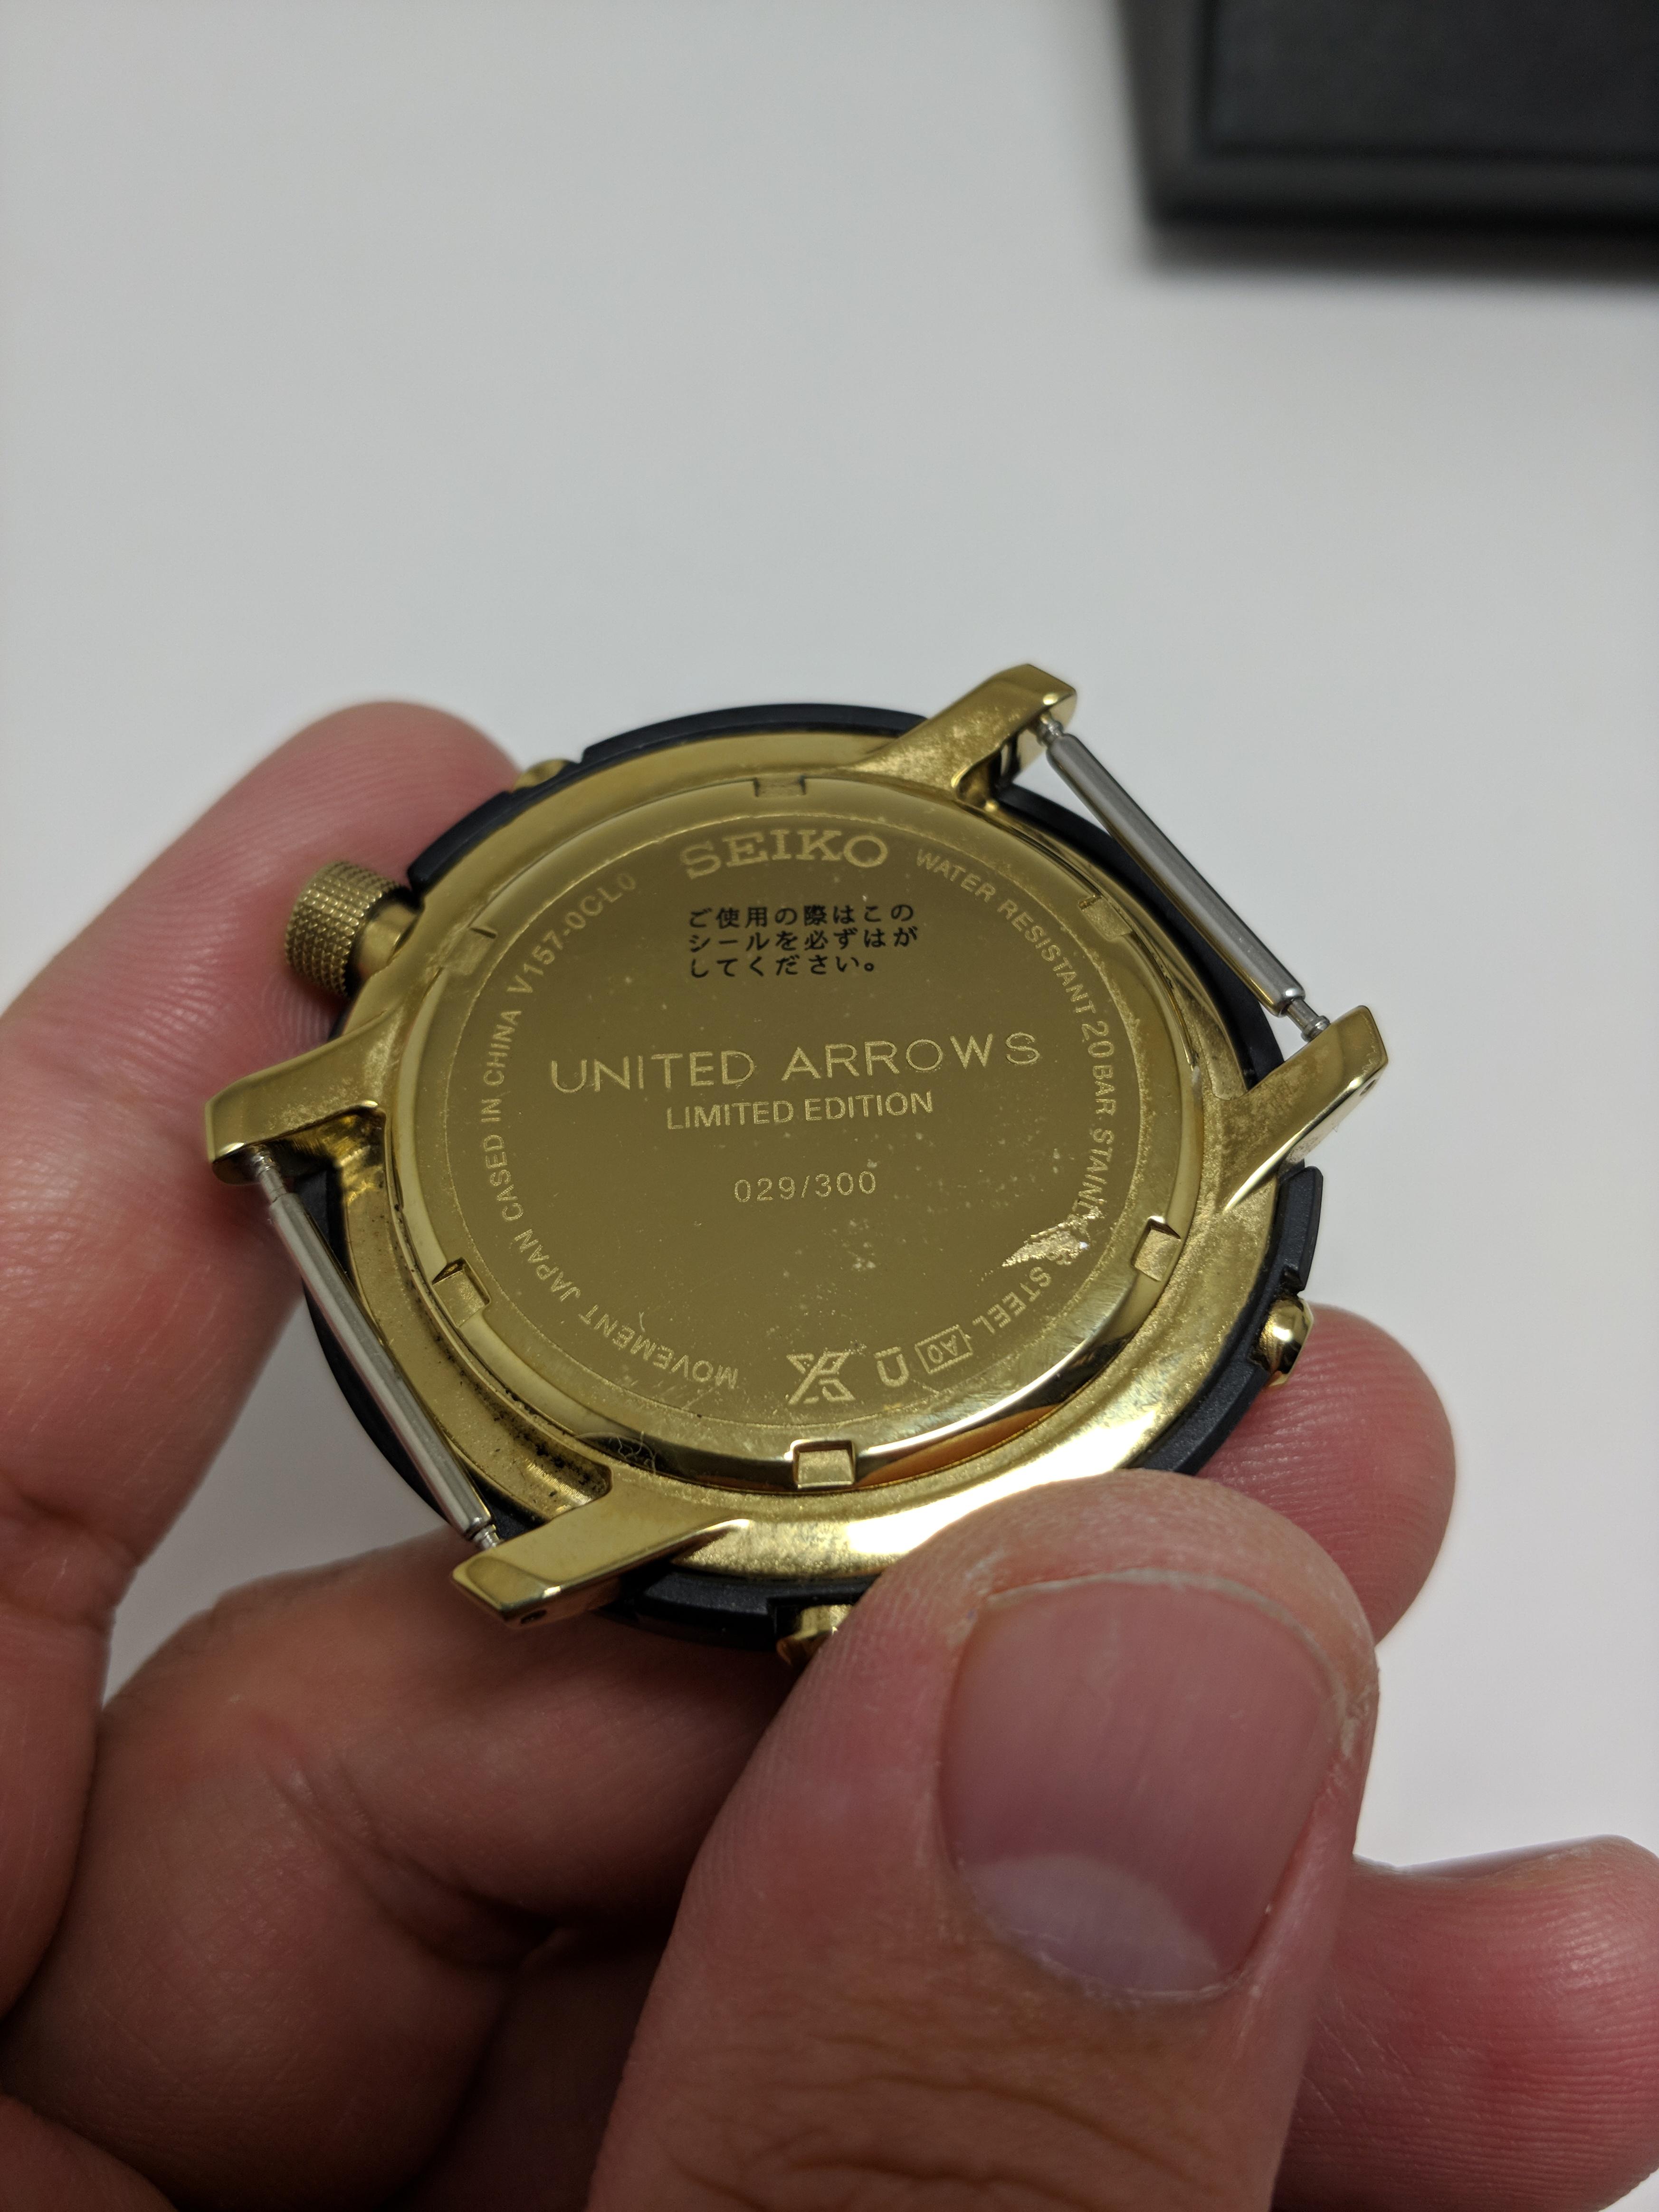 SEIKO
WATER RESISTANT 20BAR STAINLESS STEEL
A0
MOVEMENT JAPAN CASED IN CHINA V157-0CL0
ご使用の際はこの
シールを必ずはが
してください。
UNITED ARROWS
LIMITED EDITION
029/300